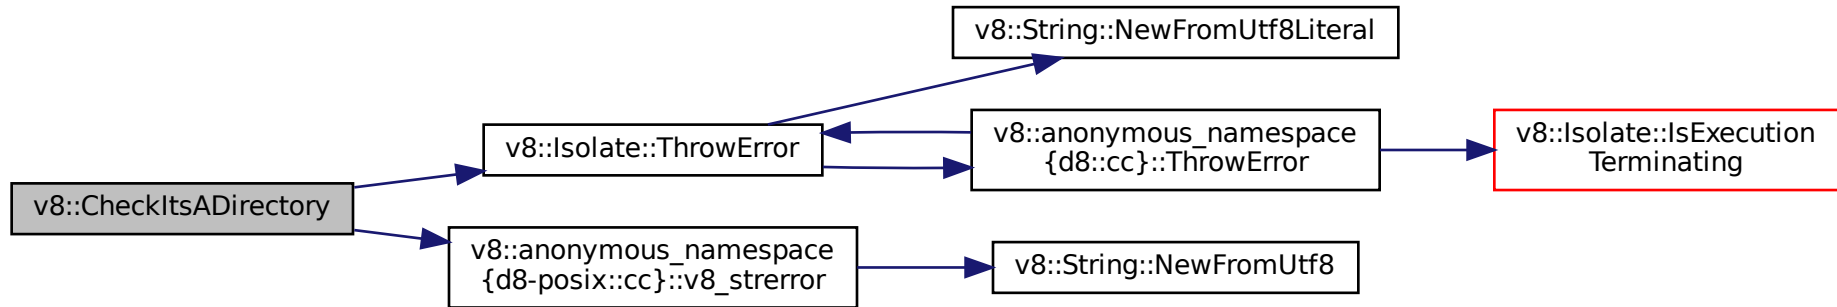 v8::CheckItsADirectory
v8::Isolate::ThrowError
v8::String::NewFromUtf8Literal
v8::anonymous_namespace
{d8::cc}::ThrowError
v8::Isolate::IsExecution
Terminating
v8::anonymous_namespace
{d8-posix::cc}::v8_strerror
v8::String::NewFromUtf8